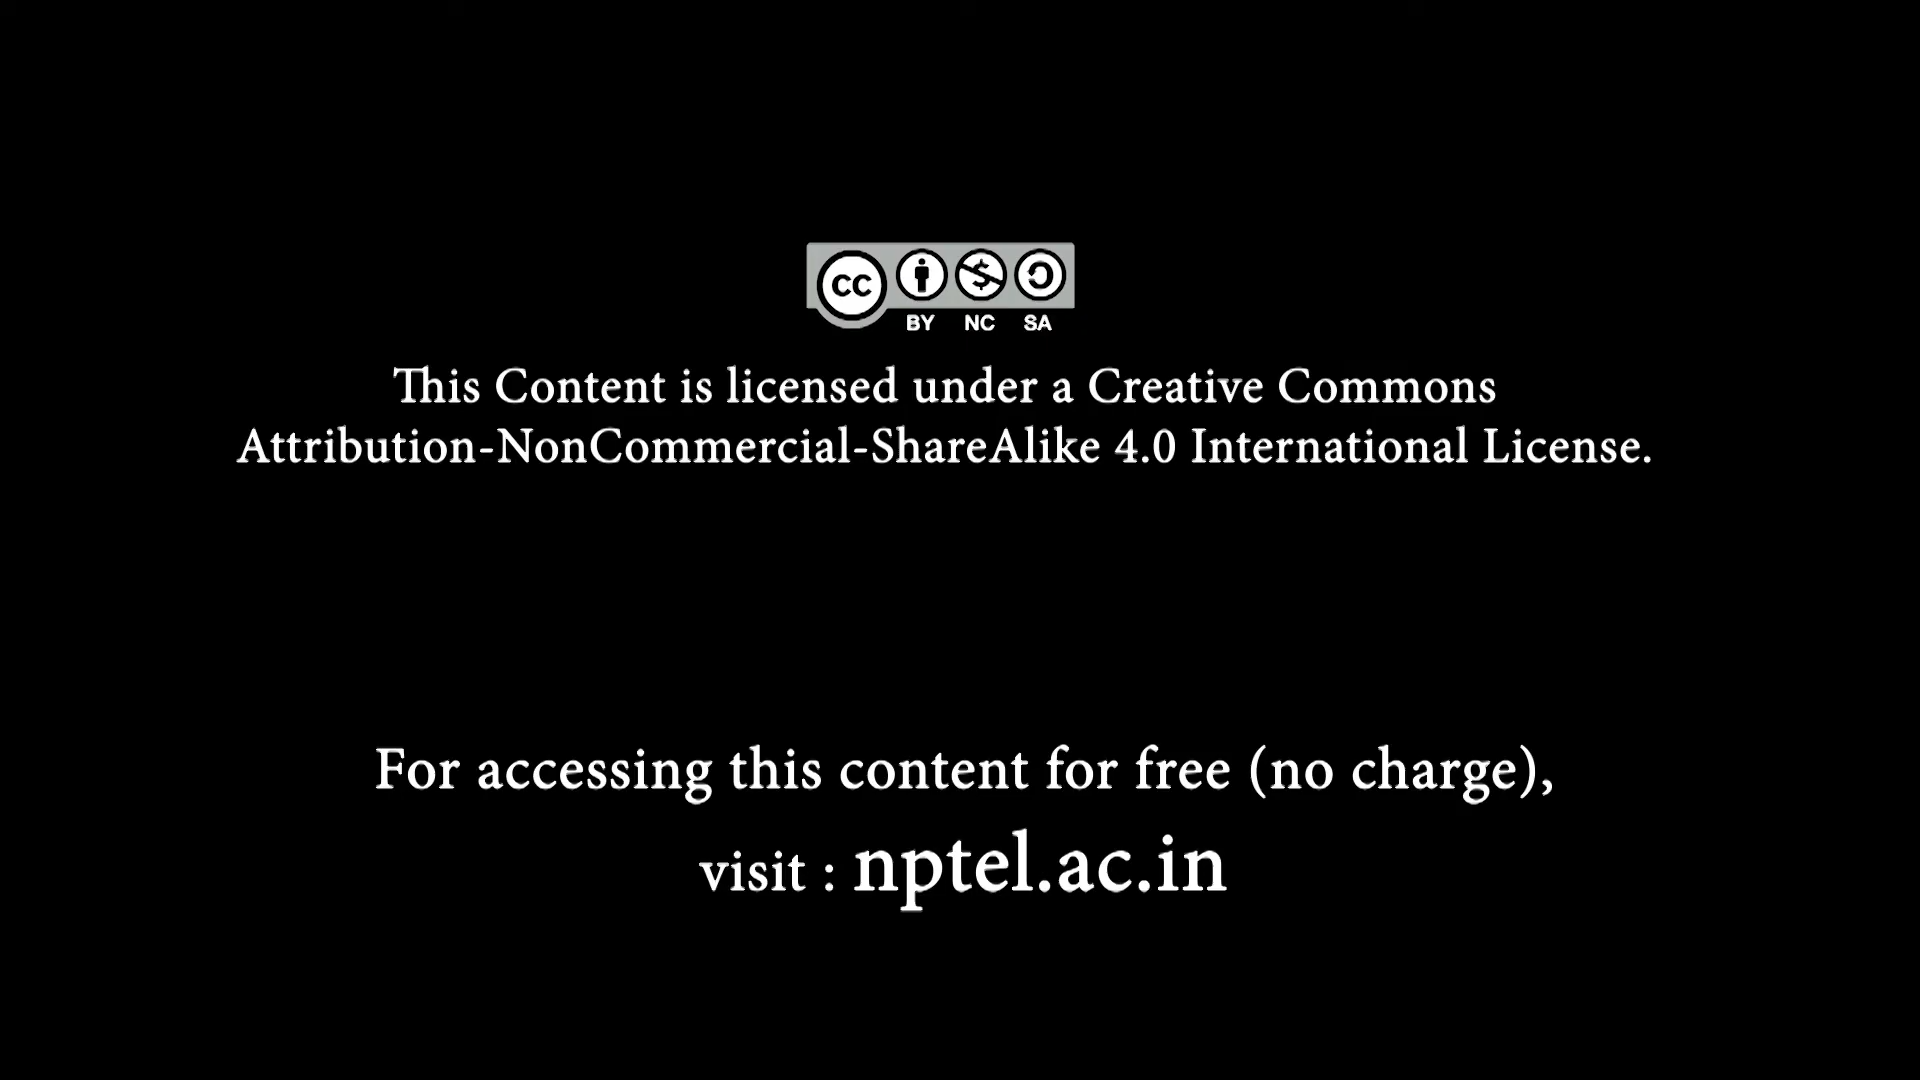 cc
BY NC SA
This Content is licensed under a Creative Commons
Attribution-NonCommercial-ShareAlike 4.0 International License.
For accessing this content for free (no charge),
visit : nptel.ac.in